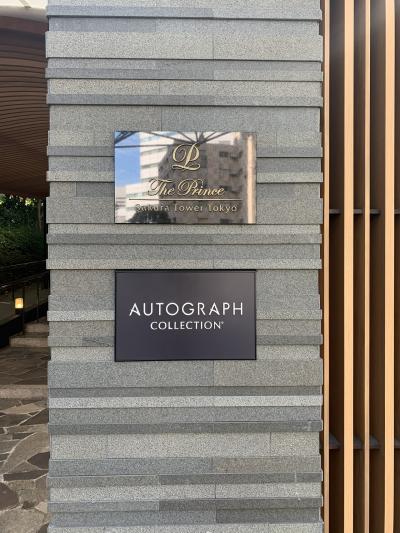 The Prince
Sakura Tower Tokyo
AUTOGRAPH
COLLECTION®